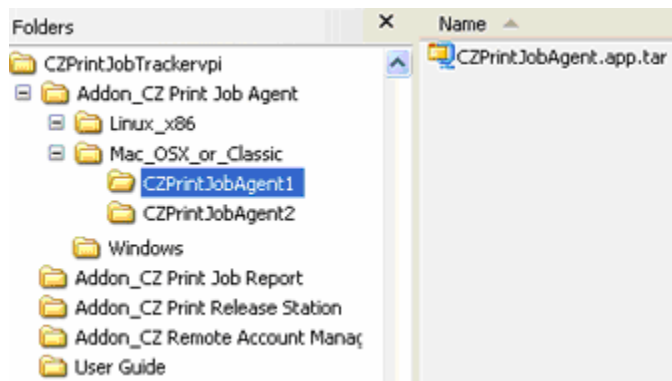 Folders × Name
CZPrintJobTrackervpi
CZPrintJobAgent.app.tar
Addon_CZ Print Job Agent
Linux_x86
Mac_OSX_or_Classic
CZPrintJobAgent1
CZPrintJobAgent2
Windows
Addon_CZ Print Job Report
Addon_CZ Print Release Station
Addon_CZ Remote Account Manag
User Guide